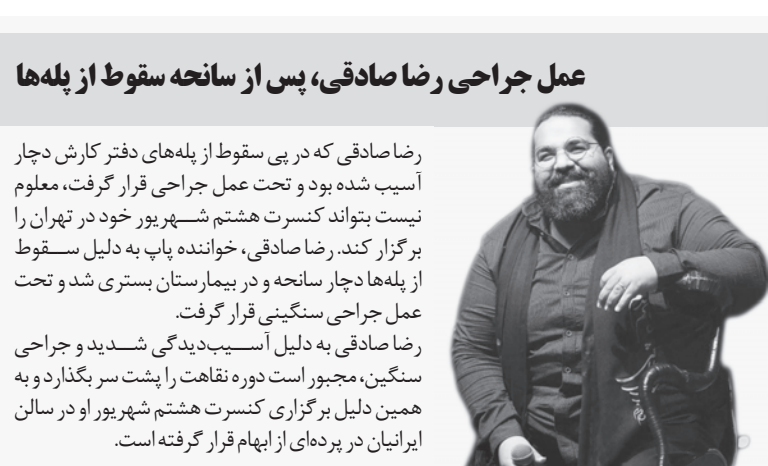 عمل جراحی رضا صادقی، پس از سانحه سقوط از پله‌ها
رضا صادقی که در پی سقوط از پله‌های دفتر کارش دچار
آسیب شده بود و تحت عمل جراحی قرار گرفت، معلوم
نیست بتواند کنسرت هشتم شهریور خود در تهران را
برگزار کند. رضا صادقی، خواننده پاپ به دلیل سقوط
از پله‌ها دچار سانحه و در بیمارستان بستری شد و تحت
عمل جراحی سنگینی قرار گرفت.
رضا صادقی به دلیل آسیب‌دیدگی شدید و جراحی
سنگین، مجبور است دوره نقاهت را پشت سر بگذارد و به
همین دلیل برگزاری کنسرت هشتم شهریور او در سالن
ایرانیان در پرده‌ای از ابهام قرار گرفته است.